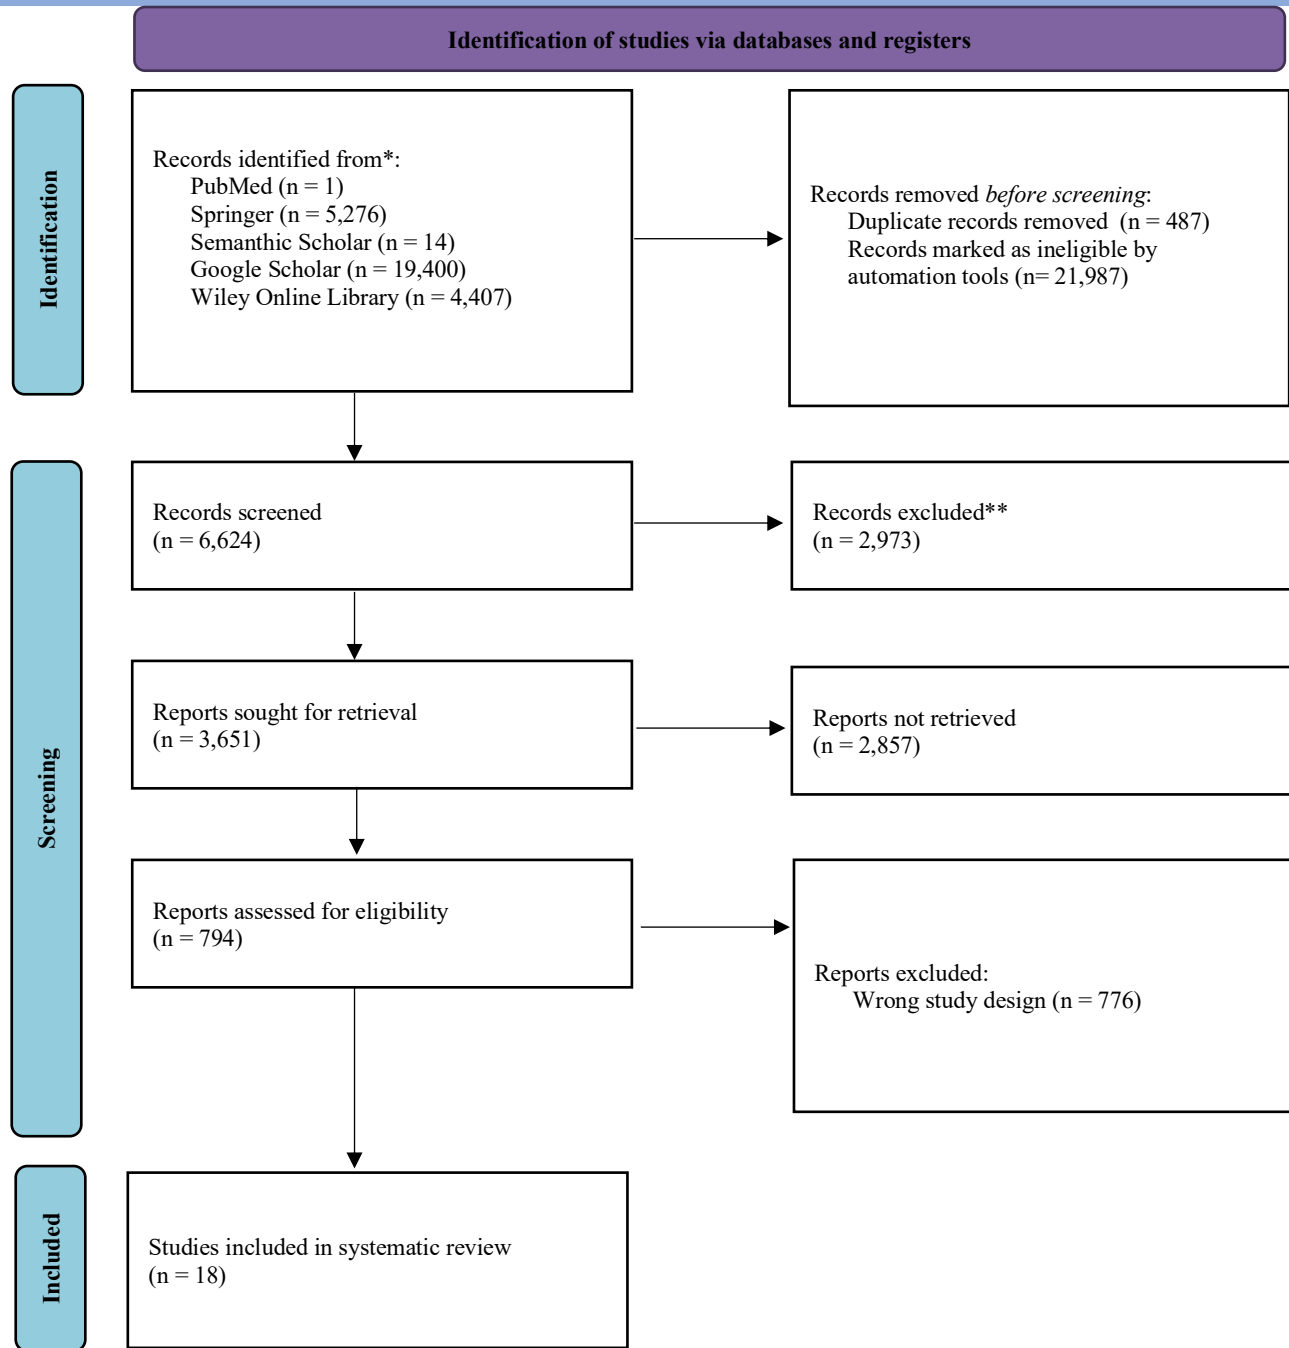 Identification of studies via databases and registers
Identification
Records identified from*:
PubMed (n = 1)
Springer (n = 5,276)
Semanthic Scholar (n = 14)
Google Scholar (n = 19,400)
Wiley Online Library (n = 4,407)
Records removed before screening:
Duplicate records removed (n = 487)
Records marked as ineligible by
automation tools (n= 21,987)
Screening
Records screened
(n = 6,624)
Records excluded**
(n = 2,973)
Reports sought for retrieval
(n = 3,651)
Reports not retrieved
(n = 2,857)
Reports assessed for eligibility
(n = 794)
Reports excluded:
Wrong study design (n = 776)
Included
Studies included in systematic review
(n = 18)